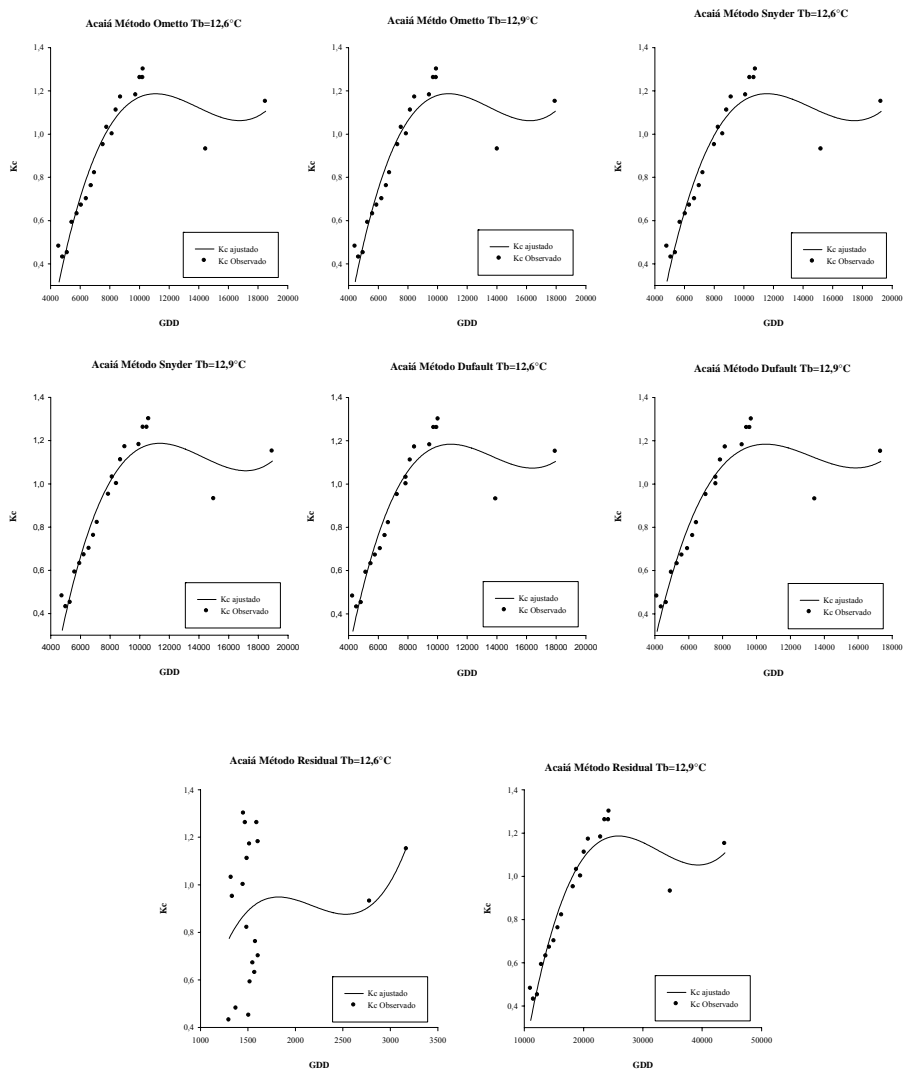 Acaiá Método Ometto Tb=12,6°C
1,4
1,2
1,0
0,8
0,6
0,4
Kc
Kc ajustado
Kc Observado
4000 6000 8000 10000 12000 14000 16000 18000 20000
GDD
Acaiá Métdo Ometto Tb=12,9°C
1,4
1,2
1,0
0,8
0,6
0,4
Kc
Kc ajustado
Kc Observado
4000 6000 8000 10000 12000 14000 16000 18000 20000
GDD
Acaiá Método Snyder Tb=12,6°C
1,4
1,2
1,0
0,8
0,6
0,4
Kc
Kc ajustado
Kc Observado
4000 6000 8000 10000 12000 14000 16000 18000 20000
GDD
Acaiá Método Snyder Tb=12,9°C
1,4
1,2
1,0
0,8
0,6
0,4
Kc
Kc ajustado
Kc Observado
4000 6000 8000 10000 12000 14000 16000 18000 20000
GDD
Acaiá Método Dufault Tb=12,6°C
1,4
1,2
1,0
0,8
0,6
0,4
Kc
Kc ajustado
Kc Observado
4000 6000 8000 10000 12000 14000 16000 18000 20000
GDD
Acaiá Método Dufault Tb=12,9°C
1,4
1,2
1,0
0,8
0,6
0,4
Kc
Kc ajustado
Kc Observado
4000 6000 8000 10000 12000 14000 16000 18000
GDD
Acaiá Método Residual Tb=12,6°C
1,4
1,2
1,0
0,8
0,6
0,4
Kc
Kc ajustado
Kc Observado
1000 1500 2000 2500 3000 3500
GDD
Acaiá Método Residual Tb=12,9°C
1,4
1,2
1,0
0,8
0,6
0,4
Kc
Kc ajustado
Kc Observado
10000 20000 30000 40000 50000
GDD